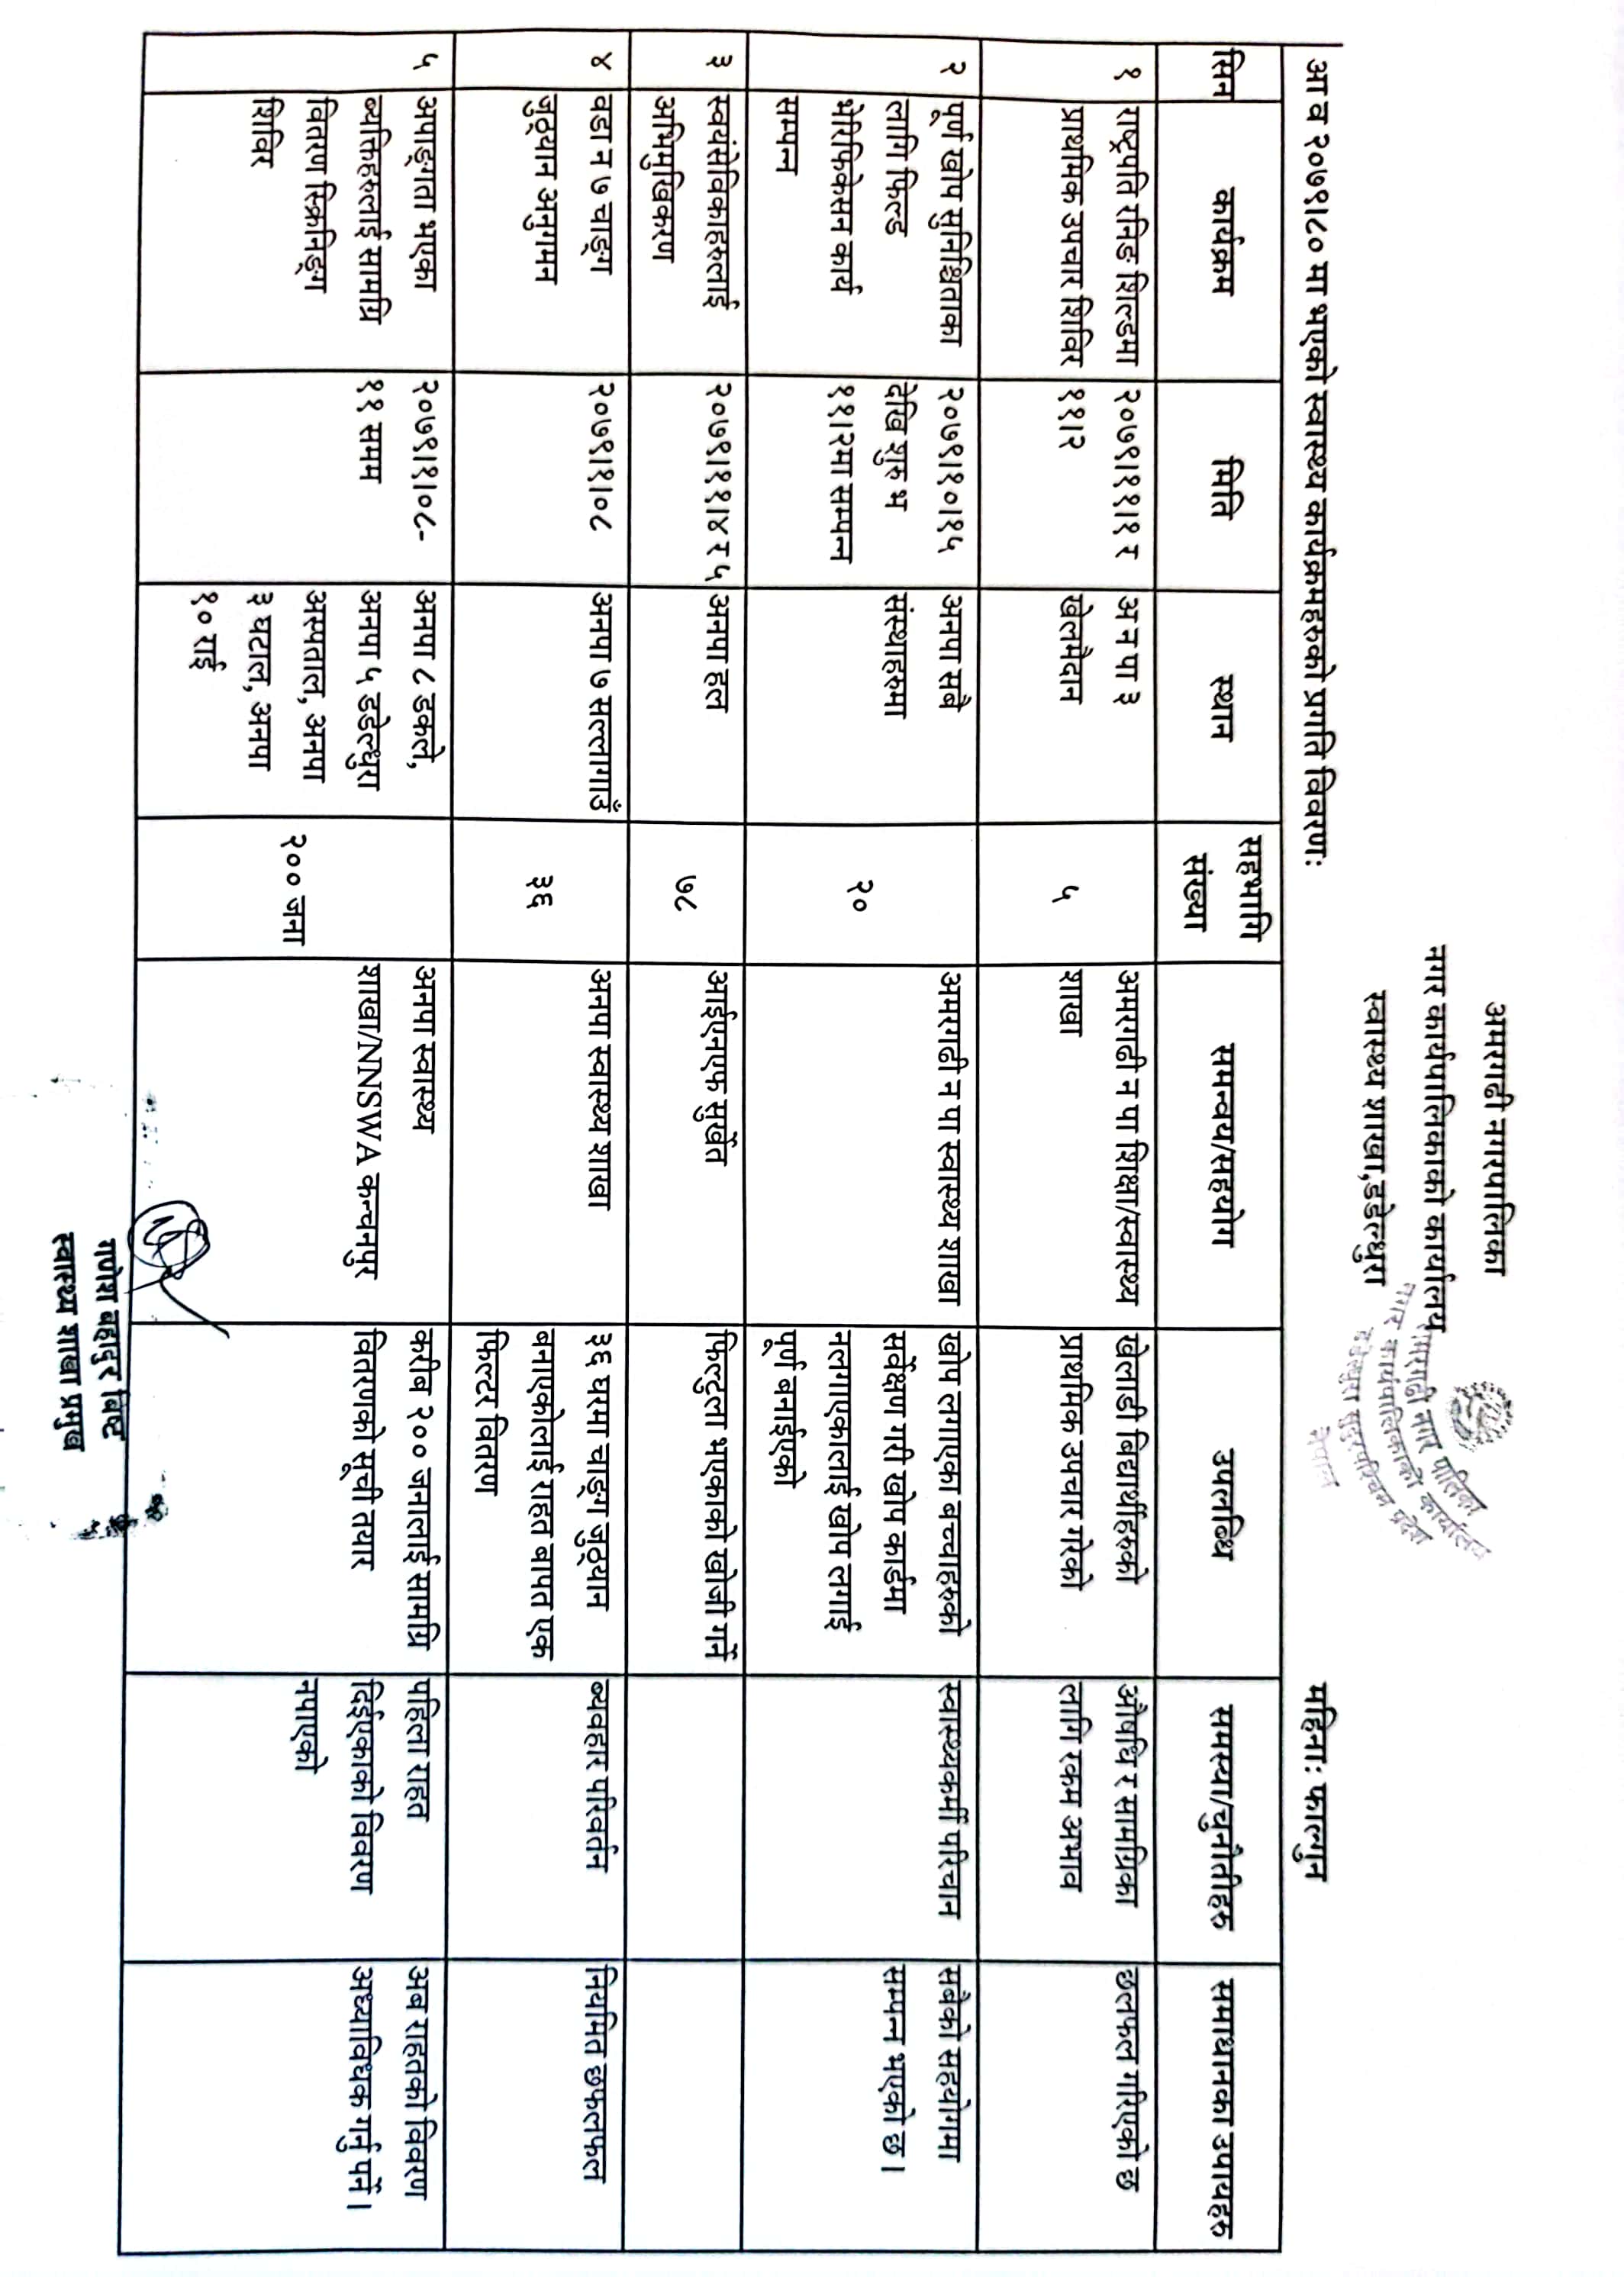 अमरगढी नगरपालिका
नगर कार्यपालिकाको कार्यालय
स्वास्थ्य शाखा,डडेल्धुरा
अमरगढी नगर पालिका
नगर कार्यपालिकाको कार्यालय
डडेल्धुरा सुदुरपश्चिम प्रदेश
नेपाल
आ व २०७९।८० मा भएको स्वास्थ्य कार्यक्रमहरुको प्रगति विवरण: महिना: फाल्गुन
सिन कार्यक्रम मिति स्थान सहभागि संख्या समन्वय/सहयोग उपलब्धि समस्या/चुनौतीहरु समाधानका उपायहरु
१ राष्ट्रपति रनिङ शिल्डमा २०७९।११।१ र अ न पा ३ अमरगढी न पा शिक्षा/स्वास्थ्य खेलाडी बिद्यार्थीहरुको औषधि र सामग्रिका छलफल गरिएको छ
प्राथमिक उपचार शिविर ११।२ खेलमैदान ५ शाखा प्राथमिक उपचार गरेको लागि रकम अभाव
२ पूर्ण खोप सुनिश्चिताका २०७९।१०।१५ अनपा सबै अमरगढी न पा स्वास्थ्य शाखा खोप लगाएका बच्चाहरुको स्वास्थ्यकर्मी परिचान सबैको सहयोगमा
लागि फिल्ड देखि शुरु भ संस्थाहरुमा सर्वेक्षण गरी खोप कार्डमा सम्पन्न भएको छ।
भेरिफिकेसन कार्य ११।२मा सम्पन्न २० नलगाएकालाई खोप लगाई
सम्पन्न पूर्ण बनाईएको
३ स्वयंसेविकाहरुलाई २०७९।११।४ र ५ अनपा हल आईएनएफ सुर्खेत फिल्टुला भएकाको खोजी गर्ने
अभिमुखिकरण ७८
४ वडा न ७ चाङ्ग २०७९।१।०८ अनपा ७ सल्लागाउँ अनपा स्वास्थ्य शाखा ३६ घरमा चाङ्ग जुठ्यान ब्यवहार परिवर्तन नियमित छफलफल
जुठ्यान अनुगमन ३६ बनाएकोलाई राहत बापत एक
फिल्टर वितरण
५ अपाङ्गता भएका २०७९।१।०८- अनपा ८ डकले, अनपा स्वास्थ्य करीब २०० जनालाई सामग्रि पहिला राहत अब राहतको विवरण
ब्यक्तिहरुलाई सामग्रि ११ समम अनपा ५ डडेल्धुरा शाखा/NNSWA कन्चनपुर वितरणको सूची तयार दिईएकाको विवरण अध्याविधक गर्नु पर्ने।
वितरण स्क्रिनिङ्ग अस्पताल, अनपा २०० जना नपाएको
शिविर ३ घटाल, अनपा
१० राई
गणेश बहादुर बिष्ट
स्वास्थ्य शाखा प्रमुख